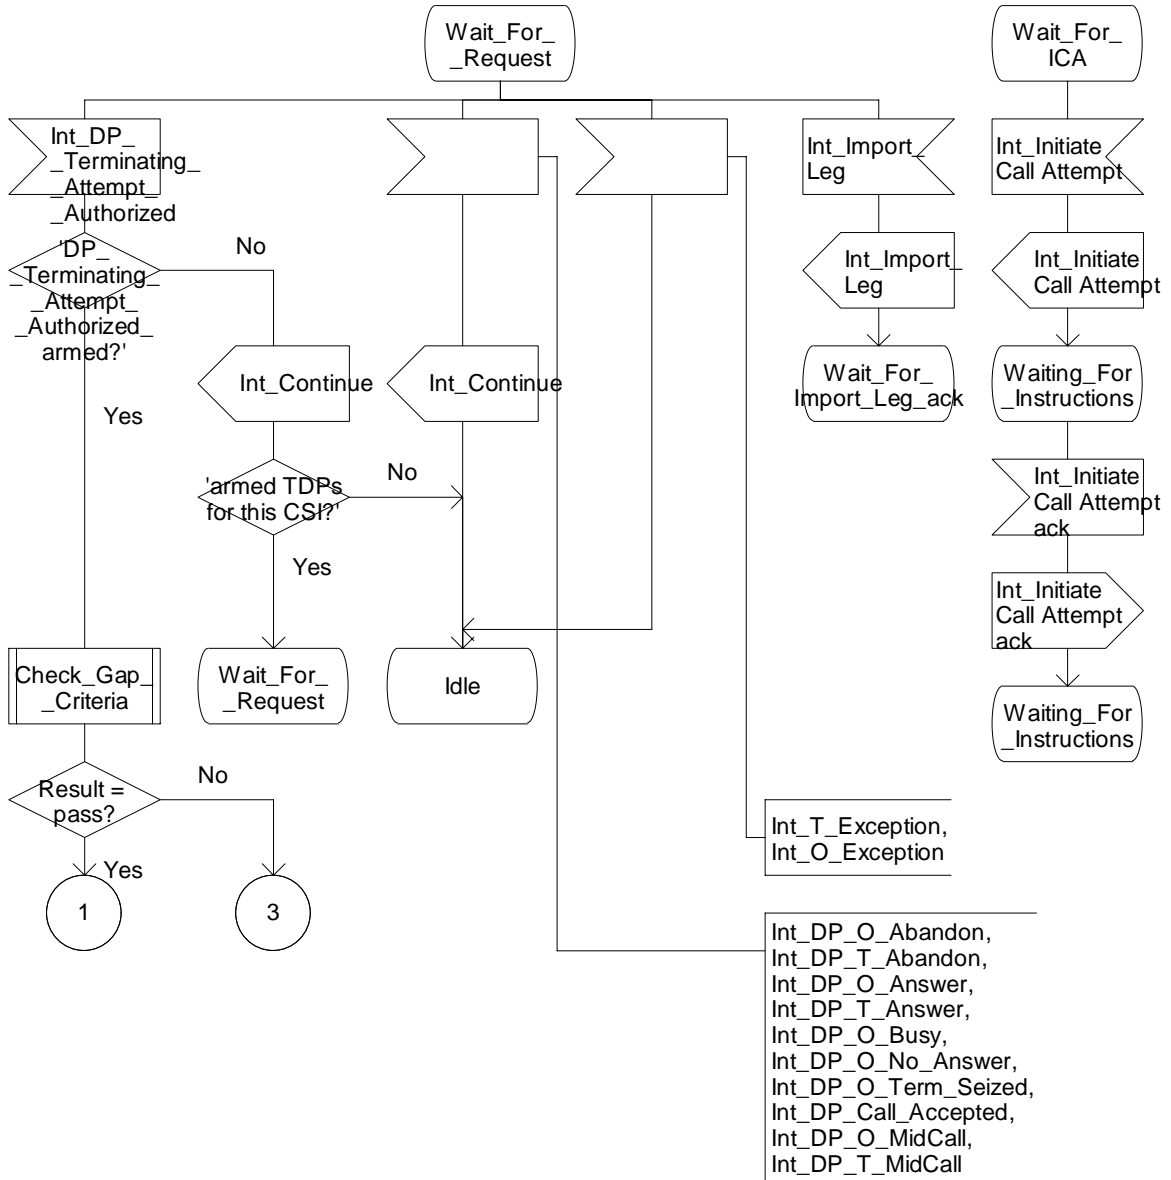 Wait_For_
_Request
Wait_For_
ICA
Int_DP_
_Terminating_
_Attempt_
_Authorized
Int_Import_
Leg
Int_Initiate
Call Attempt
'DP_
_Terminating_
_Attempt_
_Authorized_
armed?'
No
Yes
Int_Import_
Leg
Int_Initiate
Call Attempt
Int_Continue
Int_Continue
Wait_For_
Import_Leg_ack
Waiting_For
_Instructions
'armed TDPs
for this CSI?'
No
Yes
Int_Initiate
Call Attempt
ack
Int_Initiate
Call Attempt
ack
Check_Gap_
_Criteria
Wait_For_
_Request
Idle
Waiting_For
_Instructions
Result =
pass?
No
Yes
1
3
Int_T_Exception,
Int_O_Exception
Int_DP_O_Abandon,
Int_DP_T_Abandon,
Int_DP_O_Answer,
Int_DP_T_Answer,
Int_DP_O_Busy,
Int_DP_O_No_Answer,
Int_DP_O_Term_Seized,
Int_DP_Call_Accepted,
Int_DP_O_MidCall,
Int_DP_T_MidCall